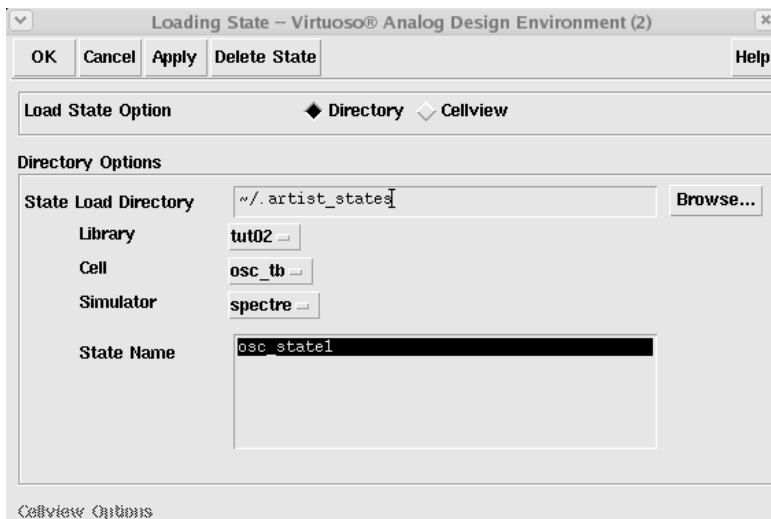 Loading State -- Virtuoso® Analog Design Environment (2)
OK Cancel Apply Delete State Help
Load State Option Directory Cellview
Directory Options
State Load Directory ~/.artist_states Browse...
Library tut02
Cell osc_tb
Simulator spectre
State Name osc_state1
Cellview Options